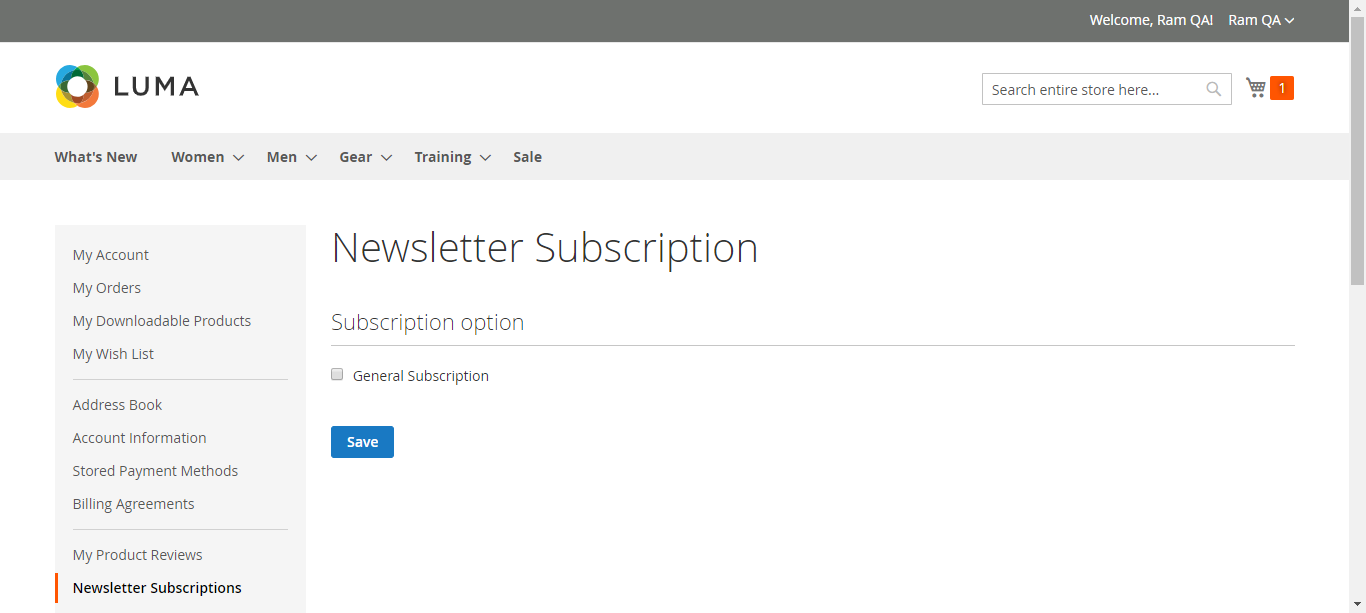 Welcome, Ram QA! Ram QA
LUMA
Search entire store here...
1
What's New Women Men Gear Training Sale
My Account
My Orders
My Downloadable Products
My Wish List
Address Book
Account Information
Stored Payment Methods
Billing Agreements
My Product Reviews
Newsletter Subscriptions
Newsletter Subscription
Subscription option
General Subscription
Save